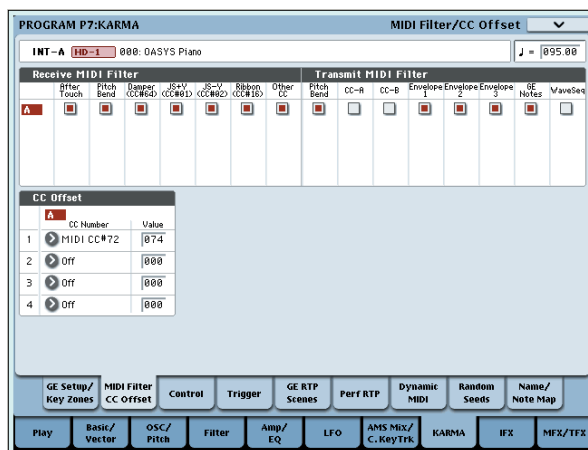 PROGRAM P7:KARMA MIDI Filter/CC Offset
INT-A HD-1 000: OASYS Piano ♩ = 095.00
Receive MIDI Filter Transmit MIDI Filter
After Touch Pitch Bend Damper (CC#64) JS+Y (CC#01) JS-Y (CC#02) Ribbon (CC#16) Other CC Pitch Bend CC-A CC-B Envelope 1 Envelope 2 Envelope 3 GE Notes WaveSeq
A
CC Offset
A
CC Number Value
1 MIDI CC#72 074
2 Off 000
3 Off 000
4 Off 000
GE Setup/ Key Zones MIDI Filter CC Offset Control Trigger GE RTP Scenes Perf RTP Dynamic MIDI Random Seeds Name/ Note Map
Play Basic/ Vector OSC/ Pitch Filter Amp/ EQ LFO AMS Mix/ C.KeyTrk KARMA IFX MFX/TFX